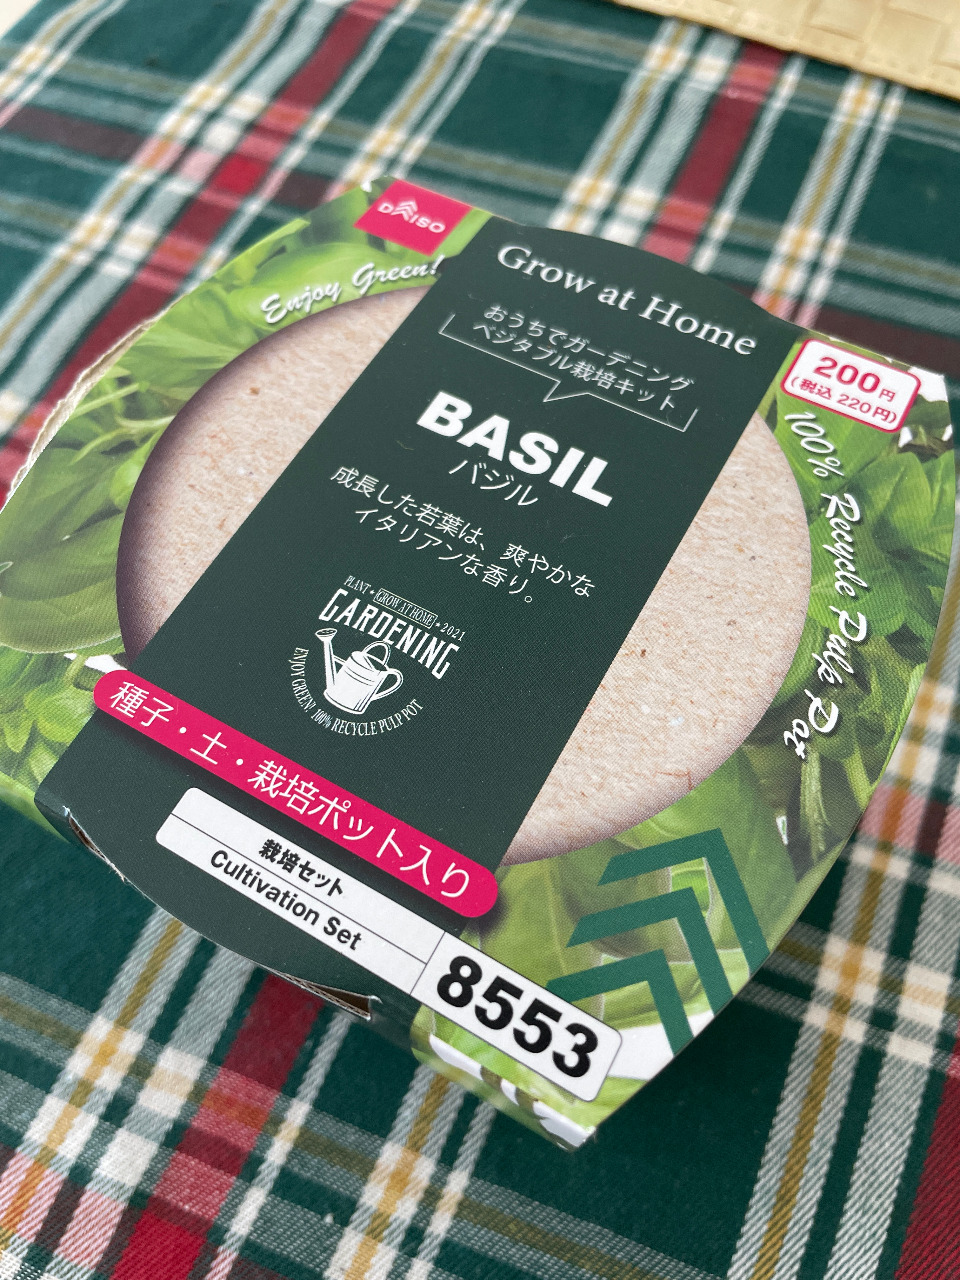 DAISO
Enjoy Green!
Grow at Home
おうちでガーデニング
ベジタブル栽培キット
200円
(税込 220円)
BASIL
バジル
100% Recycle Pulp Pot
成長した若葉は、爽やかな
イタリアンな香り。
PLANT ★ GROW AT HOME ★ 2021
GARDENING
ENJOY GREEN! 100% RECYCLE PULP POT
種子・土・栽培ポット入り
栽培セット
Cultivation Set
8553